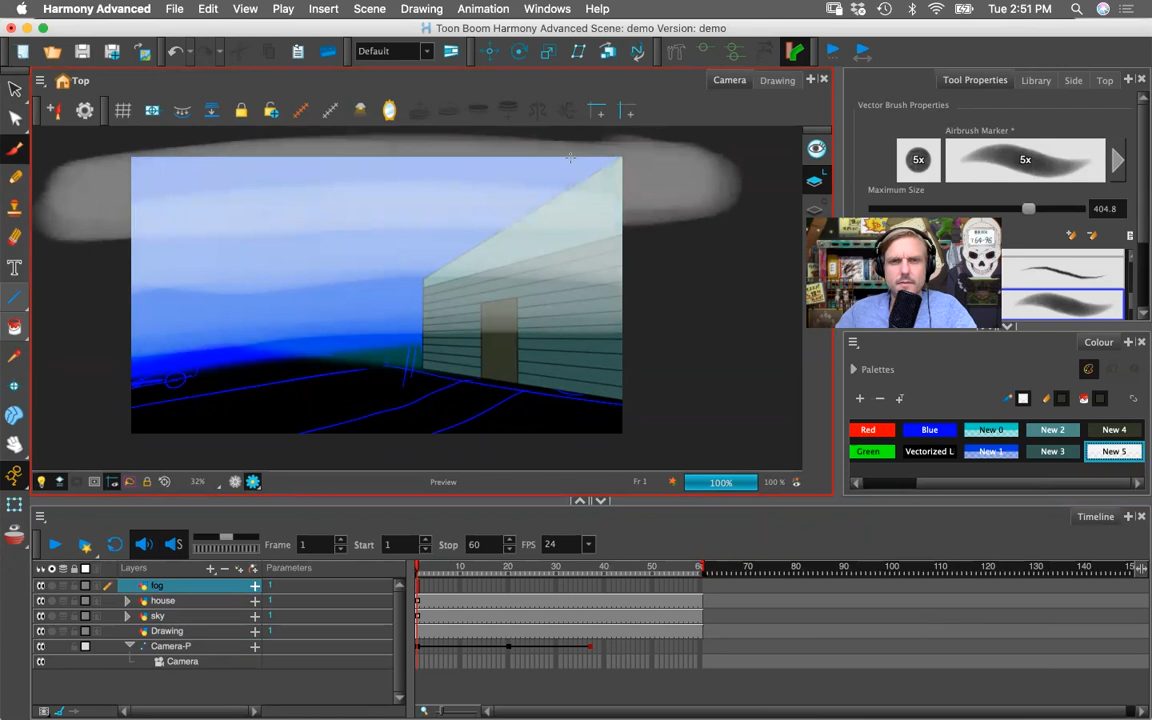 Harmony Advanced File Edit View Play Insert Scene Drawing Animation Windows Help Tue 2:51 PM
Toon Boom Harmony Advanced Scene: demo Version: demo
Default
Top Camera Drawing Tool Properties Library Side Top
Vector Brush Properties
Airbrush Marker *
5x 5x
Maximum Size
404.8
Colour
Palettes
Red Blue New 0 New 2 New 4
Green Vectorized L New 1 New 3 New 5
32% Preview Fr 1 100% 100 %
Timeline
Frame 1 Start 1 Stop 60 FPS 24
Layers Parameters 10 20 30 40 50 60 70 80 90 100 110 120 130 140
fog 1
house 1
sky 1
Drawing 1
Camera-P
Camera